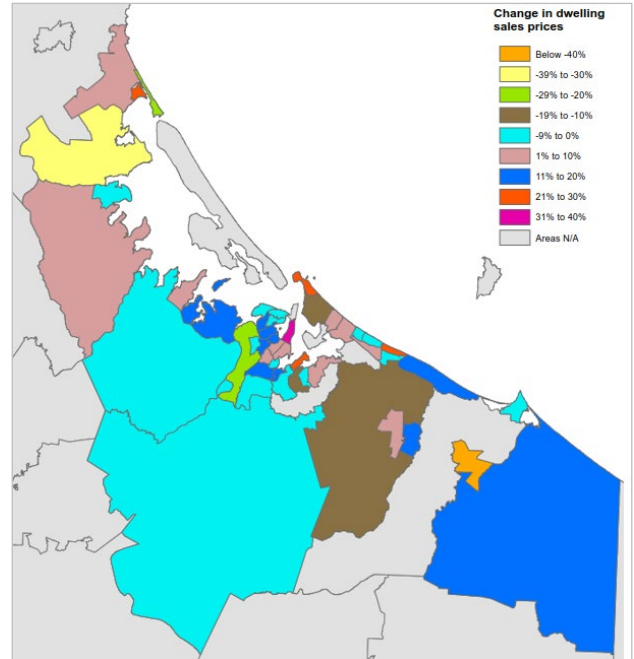 Change in dwelling
sales prices
Below -40%
-39% to -30%
-29% to -20%
-19% to -10%
-9% to 0%
1% to 10%
11% to 20%
21% to 30%
31% to 40%
Areas N/A